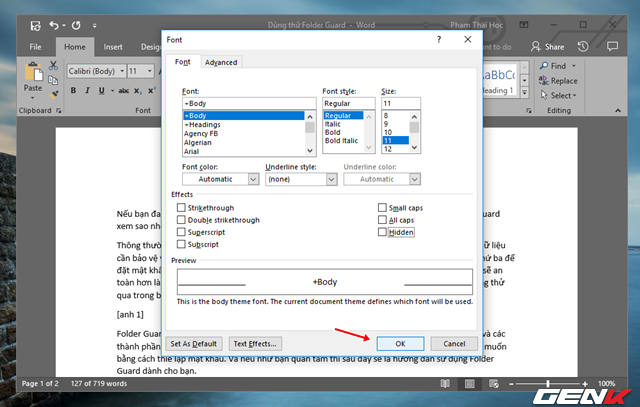 Dùng thử Folder Guard - Word
Pham Thai Hoc
File Home Insert Design
to do Share
Calibri (Body) 11
Paste
B I U abc X₂
Clipboard
Font
Heading 1
Find
Replace
Select
Editing
Font
? ×
Font Advanced
Font: Font style: Size:
+Body Regular 11
+Body Regular 8
+Headings Italic 9
Agency FB Bold 10
Algerian Bold Italic 11
Arial 12
Font color: Underline style: Underline color:
Automatic (none) Automatic
Effects
Strikethrough Small caps
Double strikethrough All caps
Superscript Hidden
Subscript
Preview
+Body
This is the body theme font. The current document theme defines which font will be used.
Set As Default Text Effects... OK Cancel
Nếu bạn đa
xem sao nh
Thông thườ
cần bảo vệ
đặt mật khẩ
toàn hơn là
qua trong b
[anh 1]
Folder Guar
thành phần
bằng cách thiết lập mật khẩu. Và nếu như bạn quan tâm thì sau đây sẽ là hướng dẫn sử dụng Folder
Guard dành cho bạn.
uard
ữ liệu
hứ ba để
sẽ an
ng thử
và các
muốn
Page 1 of 2 127 of 719 words
100%
GENK